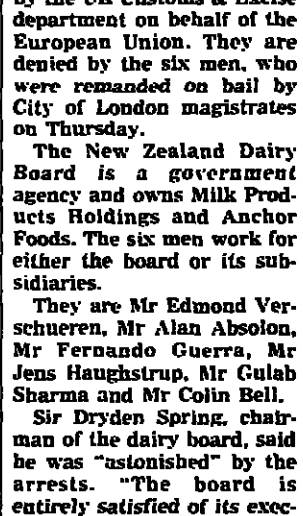 by the UK Customs & Excise
department on behalf of the
European Union. They are
denied by the six men, who
were remanded on bail by
City of London magistrates
on Thursday.
The New Zealand Dairy
Board is a government
agency and owns Milk Prod-
ucts Holdings and Anchor
Foods. The six men work for
either the board or its sub-
sidiaries.
They are Mr Edmond Ver-
schueren, Mr Alan Absolon,
Mr Fernando Guerra, Mr
Jens Haughstrup, Mr Gulab
Sharma and Mr Colin Bell.
Sir Dryden Spring, chair-
man of the dairy board, said
he was "astonished" by the
arrests. "The board is
entirely satisfied of its exec-